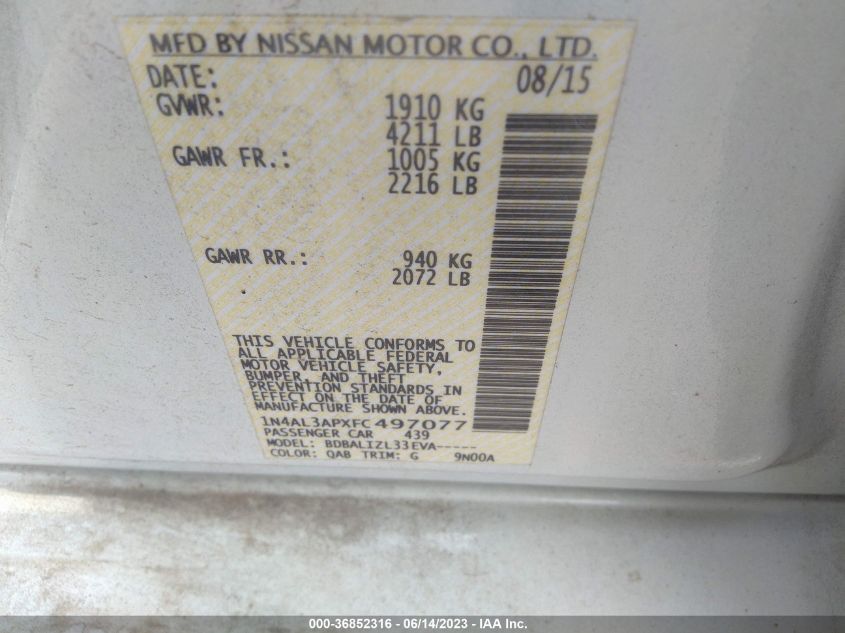 MFD BY NISSAN MOTOR CO., LTD.
DATE: 08/15
GVWR: 1910 KG
4211 LB
GAWR FR.: 1005 KG
2216 LB
GAWR RR.: 940 KG
2072 LB
THIS VEHICLE CONFORMS TO
ALL APPLICABLE FEDERAL
MOTOR VEHICLE SAFETY,
BUMPER, AND THEFT
PREVENTION STANDARDS IN
EFFECT ON THE DATE OF
MANUFACTURE SHOWN ABOVE.
1N4AL3APXFC497077
PASSENGER CAR 439
MODEL: BDBALIZL33EVA-----
COLOR: QAB TRIM: G 9N00A
000-36852316 - 06/14/2023 - IAA Inc.